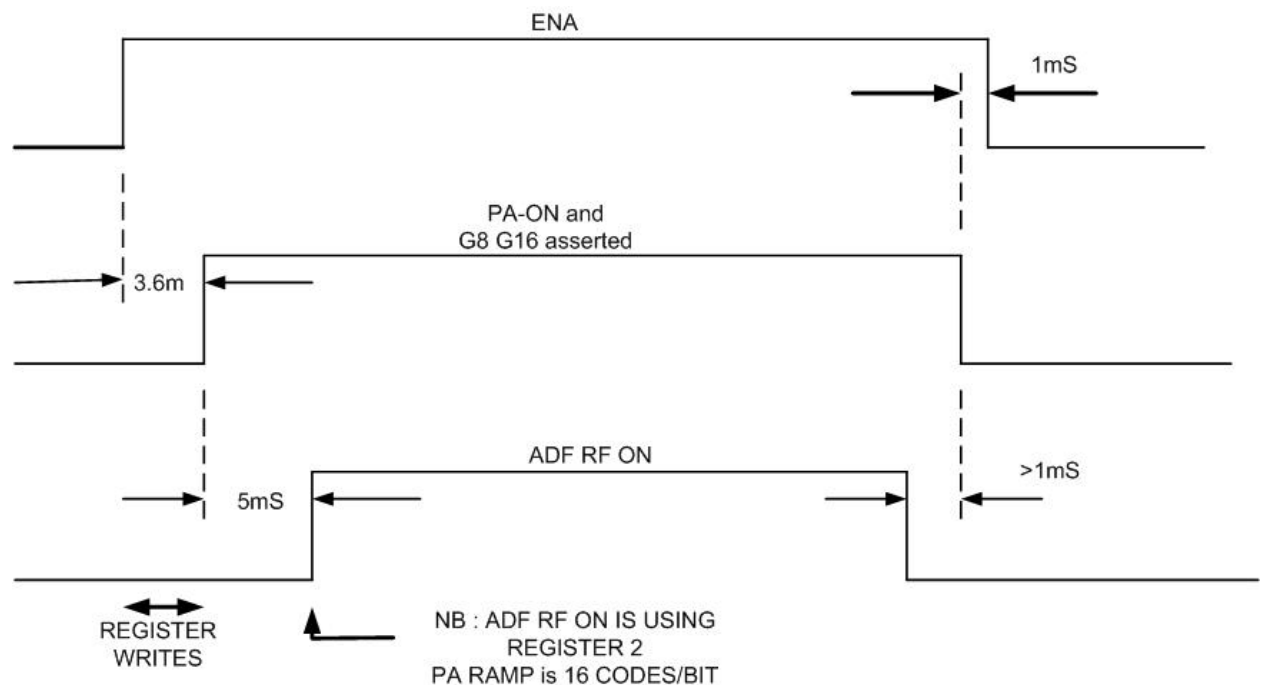 ENA
1mS
PA-ON and
G8 G16 asserted
3.6m
ADF RF ON
5mS
>1mS
REGISTER
WRITES
NB : ADF RF ON IS USING
REGISTER 2
PA RAMP is 16 CODES/BIT